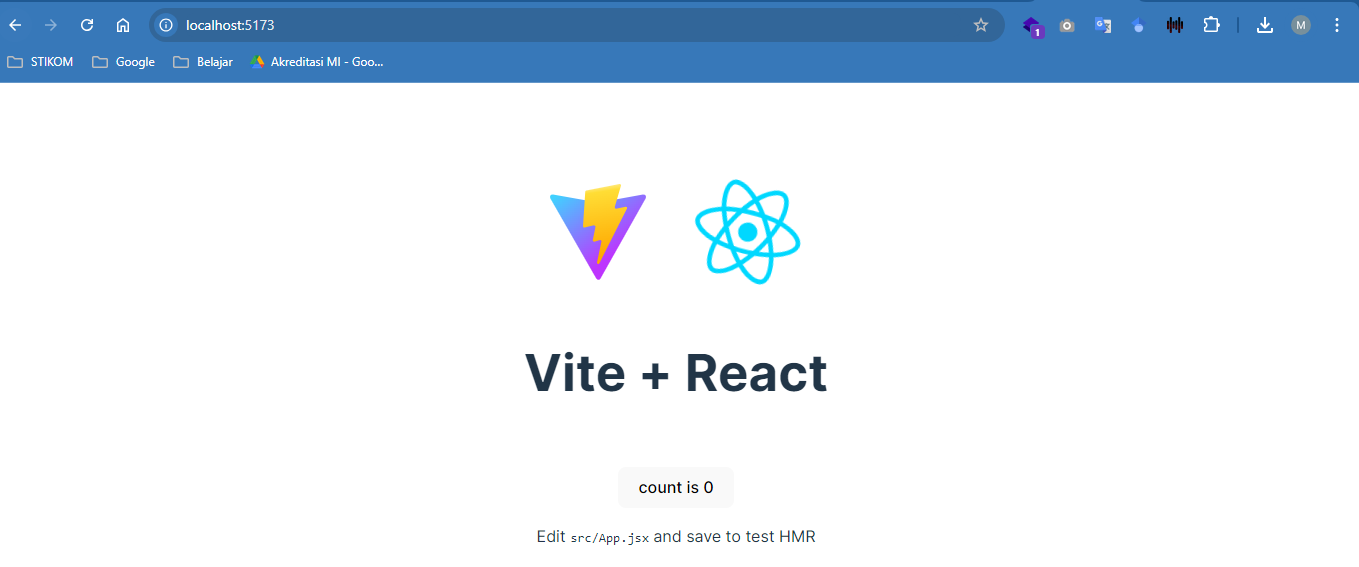 localhost:5173
1
M
STIKOM
Google
Belajar
Akreditasi MI - Goo...
Vite + React
count is 0
Edit src/App.jsx and save to test HMR